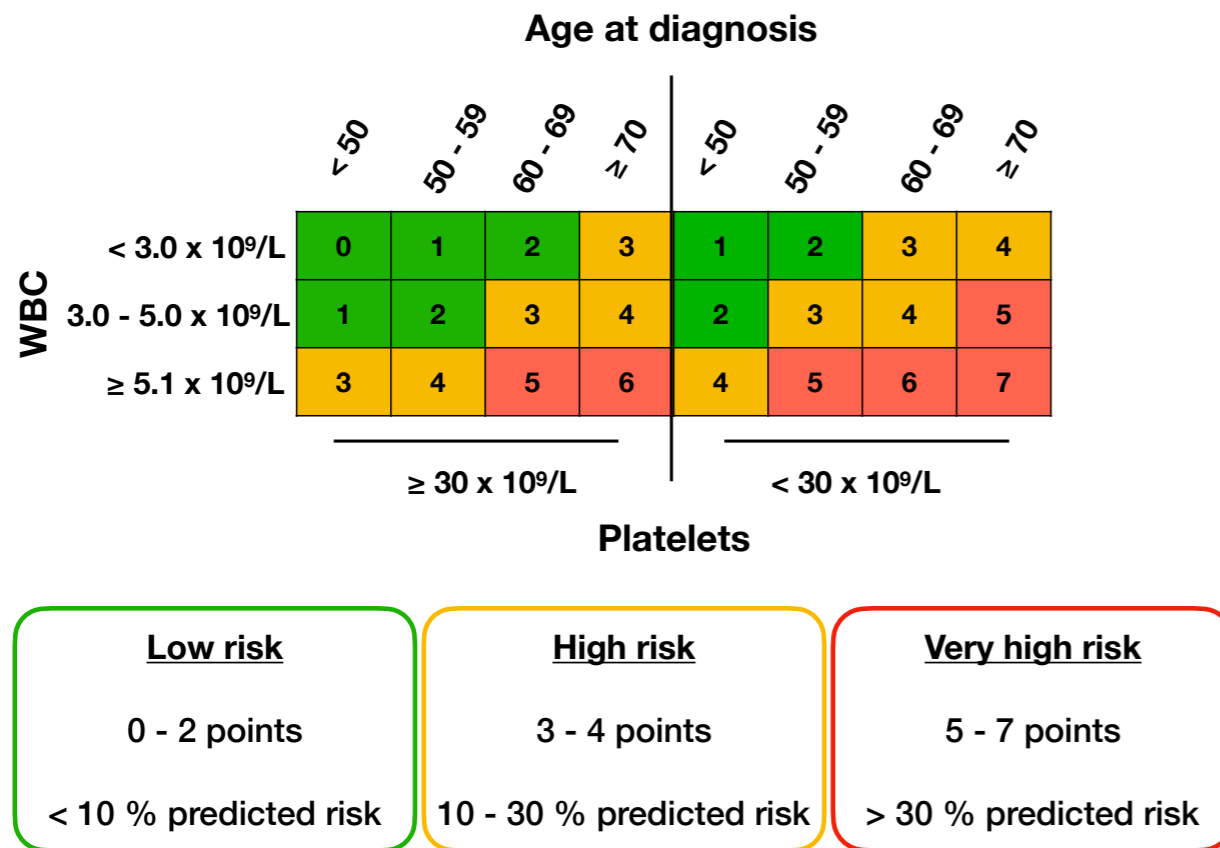 Age at diagnosis
< 50 50 - 59 60 - 69 ≥ 70 < 50 50 - 59 60 - 69 ≥ 70
WBC
< 3.0 x 10⁹/L 0 1 2 3 1 2 3 4
3.0 - 5.0 x 10⁹/L 1 2 3 4 2 3 4 5
≥ 5.1 x 10⁹/L 3 4 5 6 4 5 6 7
≥ 30 x 10⁹/L < 30 x 10⁹/L
Platelets
Low risk
0 - 2 points
< 10 % predicted risk
High risk
3 - 4 points
10 - 30 % predicted risk
Very high risk
5 - 7 points
> 30 % predicted risk